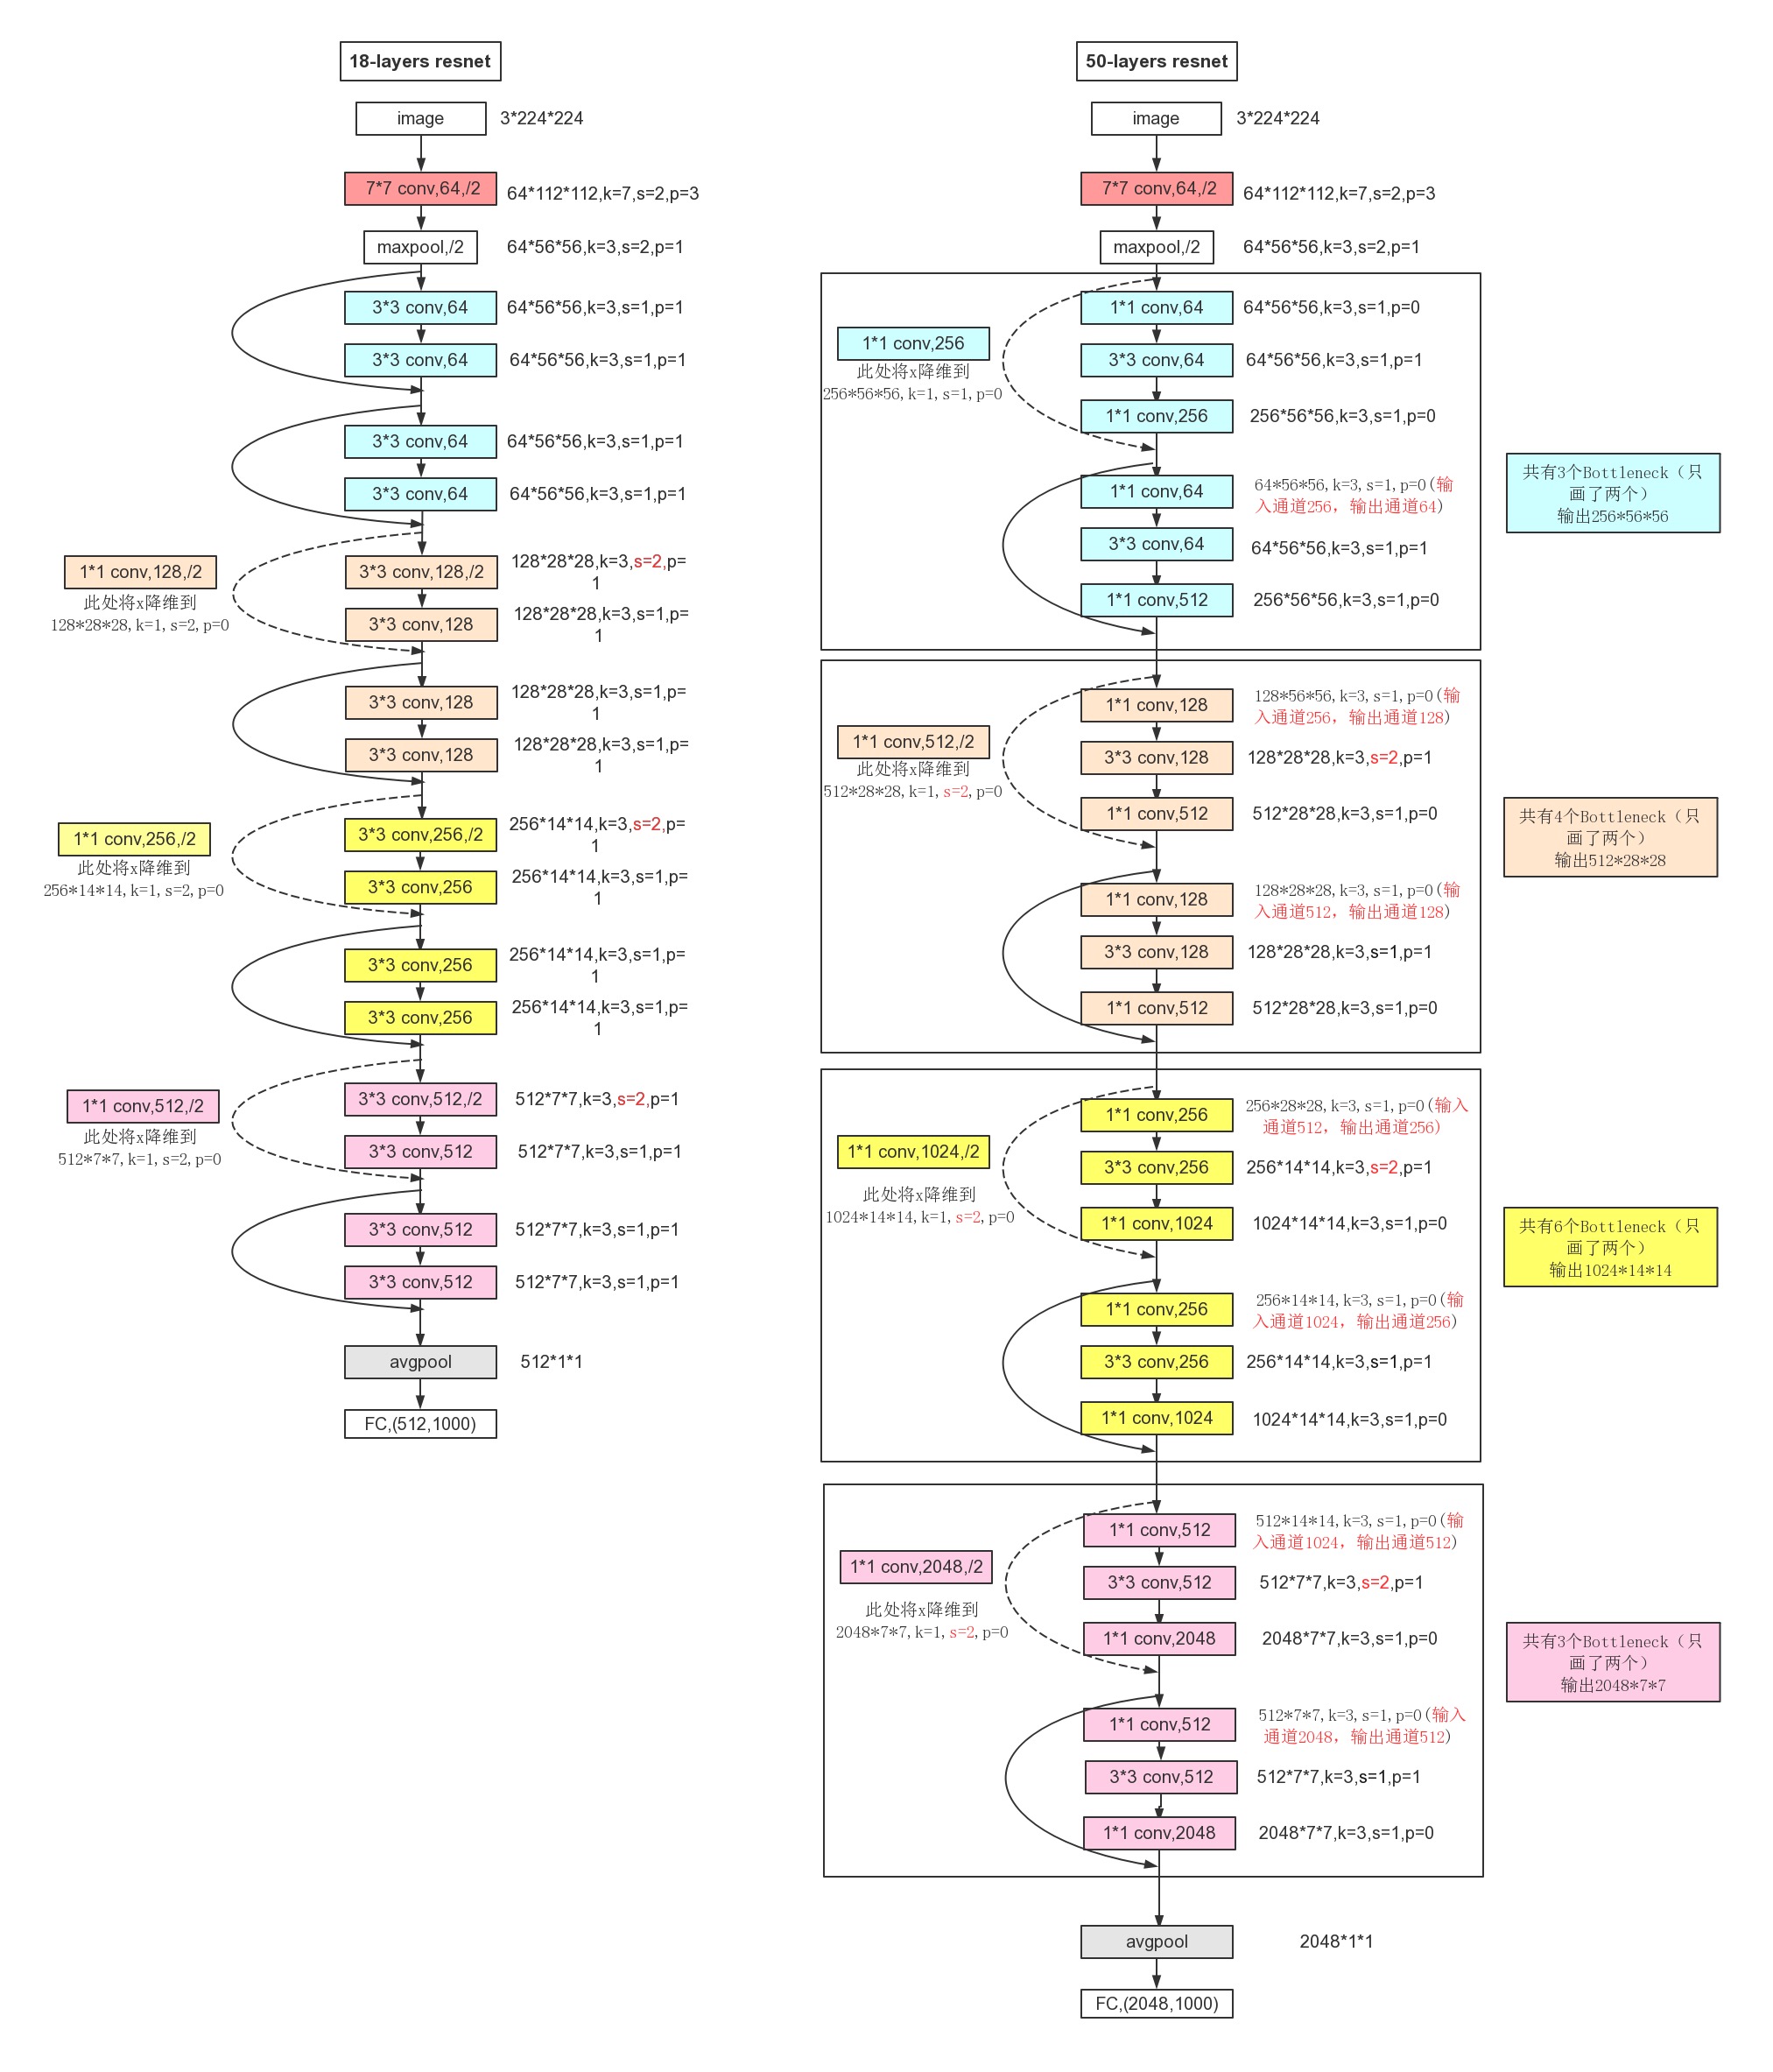 18-layers resnet
image
3*224*224
7*7 conv,64,/2
64*112*112,k=7,s=2,p=3
maxpool,/2
64*56*56,k=3,s=2,p=1
3*3 conv,64
64*56*56,k=3,s=1,p=1
3*3 conv,64
64*56*56,k=3,s=1,p=1
3*3 conv,64
64*56*56,k=3,s=1,p=1
3*3 conv,64
64*56*56,k=3,s=1,p=1
1*1 conv,128,/2
此处将x降维到
128*28*28,k=1,s=2,p=0
3*3 conv,128,/2
128*28*28,k=3,s=2,p=
1
3*3 conv,128
128*28*28,k=3,s=1,p=
1
3*3 conv,128
128*28*28,k=3,s=1,p=
1
3*3 conv,128
128*28*28,k=3,s=1,p=
1
1*1 conv,256,/2
此处将x降维到
256*14*14,k=1,s=2,p=0
3*3 conv,256,/2
256*14*14,k=3,s=2,p=
1
3*3 conv,256
256*14*14,k=3,s=1,p=
1
3*3 conv,256
256*14*14,k=3,s=1,p=
1
3*3 conv,256
256*14*14,k=3,s=1,p=
1
1*1 conv,512,/2
此处将x降维到
512*7*7,k=1,s=2,p=0
3*3 conv,512,/2
512*7*7,k=3,s=2,p=1
3*3 conv,512
512*7*7,k=3,s=1,p=1
3*3 conv,512
512*7*7,k=3,s=1,p=1
3*3 conv,512
512*7*7,k=3,s=1,p=1
avgpool
512*1*1
FC,(512,1000)
50-layers resnet
image
3*224*224
7*7 conv,64,/2
64*112*112,k=7,s=2,p=3
maxpool,/2
64*56*56,k=3,s=2,p=1
1*1 conv,256
此处将x降维到
256*56*56,k=1,s=1,p=0
1*1 conv,64
64*56*56,k=3,s=1,p=0
3*3 conv,64
64*56*56,k=3,s=1,p=1
1*1 conv,256
256*56*56,k=3,s=1,p=0
1*1 conv,64
64*56*56,k=3,s=1,p=0(输
入通道256，输出通道64)
3*3 conv,64
64*56*56,k=3,s=1,p=1
1*1 conv,512
256*56*56,k=3,s=1,p=0
共有3个Bottleneck（只
画了两个）
输出256*56*56
1*1 conv,512,/2
此处将x降维到
512*28*28,k=1,s=2,p=0
1*1 conv,128
128*56*56,k=3,s=1,p=0(输
入通道256，输出通道128)
3*3 conv,128
128*28*28,k=3,s=2,p=1
1*1 conv,512
512*28*28,k=3,s=1,p=0
1*1 conv,128
128*28*28,k=3,s=1,p=0(输
入通道512，输出通道128)
3*3 conv,128
128*28*28,k=3,s=1,p=1
1*1 conv,512
512*28*28,k=3,s=1,p=0
共有4个Bottleneck（只
画了两个）
输出512*28*28
1*1 conv,1024,/2
此处将x降维到
1024*14*14,k=1,s=2,p=0
1*1 conv,256
256*28*28,k=3,s=1,p=0(输入
通道512，输出通道256)
3*3 conv,256
256*14*14,k=3,s=2,p=1
1*1 conv,1024
1024*14*14,k=3,s=1,p=0
1*1 conv,256
256*14*14,k=3,s=1,p=0(输
入通道1024，输出通道256)
3*3 conv,256
256*14*14,k=3,s=1,p=1
1*1 conv,1024
1024*14*14,k=3,s=1,p=0
共有6个Bottleneck（只
画了两个）
输出1024*14*14
1*1 conv,2048,/2
此处将x降维到
2048*7*7,k=1,s=2,p=0
1*1 conv,512
512*14*14,k=3,s=1,p=0(输
入通道1024，输出通道512)
3*3 conv,512
512*7*7,k=3,s=2,p=1
1*1 conv,2048
2048*7*7,k=3,s=1,p=0
1*1 conv,512
512*7*7,k=3,s=1,p=0(输入
通道2048，输出通道512)
3*3 conv,512
512*7*7,k=3,s=1,p=1
1*1 conv,2048
2048*7*7,k=3,s=1,p=0
共有3个Bottleneck（只
画了两个）
输出2048*7*7
avgpool
2048*1*1
FC,(2048,1000)